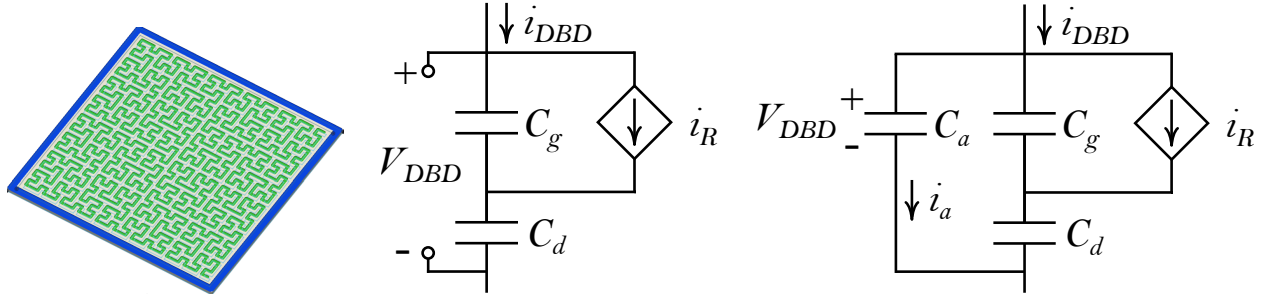 i_DBD
+
C_g
i_R
V_DBD
-
C_d
i_DBD
+
V_DBD
C_a
C_g
i_R
-
i_a
C_d